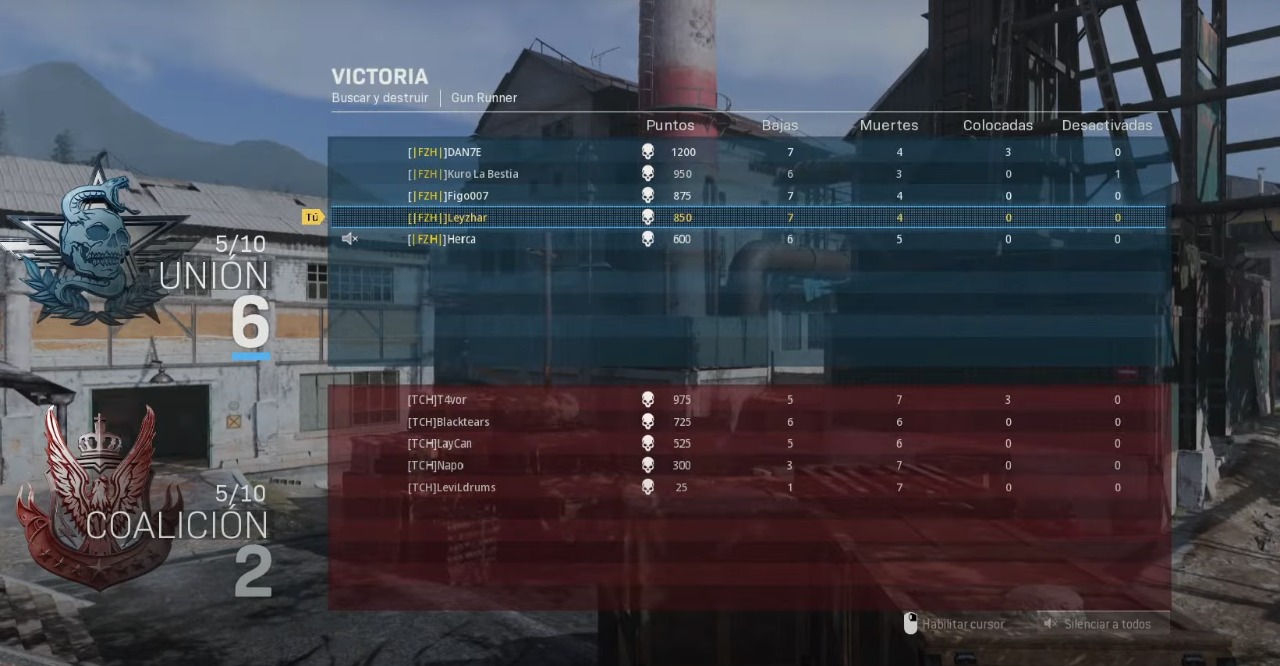 VICTORIA
Buscar y destruir | Gun Runner
Puntos Bajas Muertes Colocadas Desactivadas
[|FZH|]DAN7E 1200 7 4 3 0
[|FZH|]Kuro La Bestia 950 6 3 0 1
[|FZH|]Figo007 875 7 4 0 0
Tú [|FZH|]Leyzhar 850 7 4 0 0
[|FZH|]Herca 600 6 5 0 0
5/10
UNIÓN
6
[TCH]T4vor 975 5 7 3 0
[TCH]Blacktears 725 6 6 0 0
[TCH]LayCan 525 5 6 0 0
[TCH]Napo 300 3 7 0 0
[TCH]LeviLdrums 25 1 7 0 0
5/10
COALICIÓN
2
Habilitar cursor Silenciar a todos